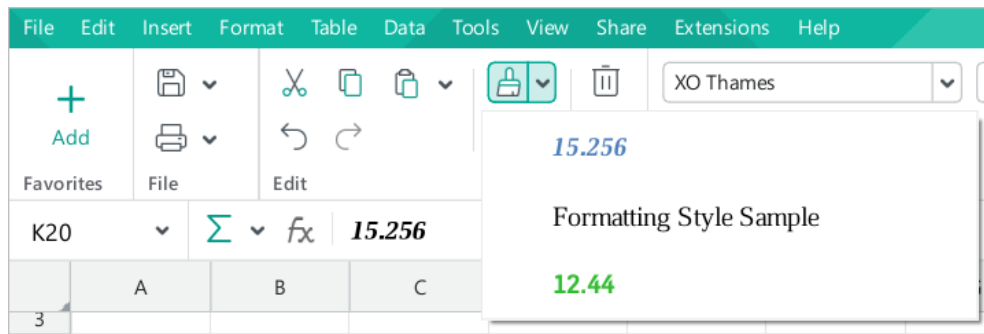 File Edit Insert Format Table Data Tools View Share Extensions Help
XO Thames
Add
Favorites File Edit
15.256
Formatting Style Sample
12.44
K20 Σ fx 15.256
A B C
3